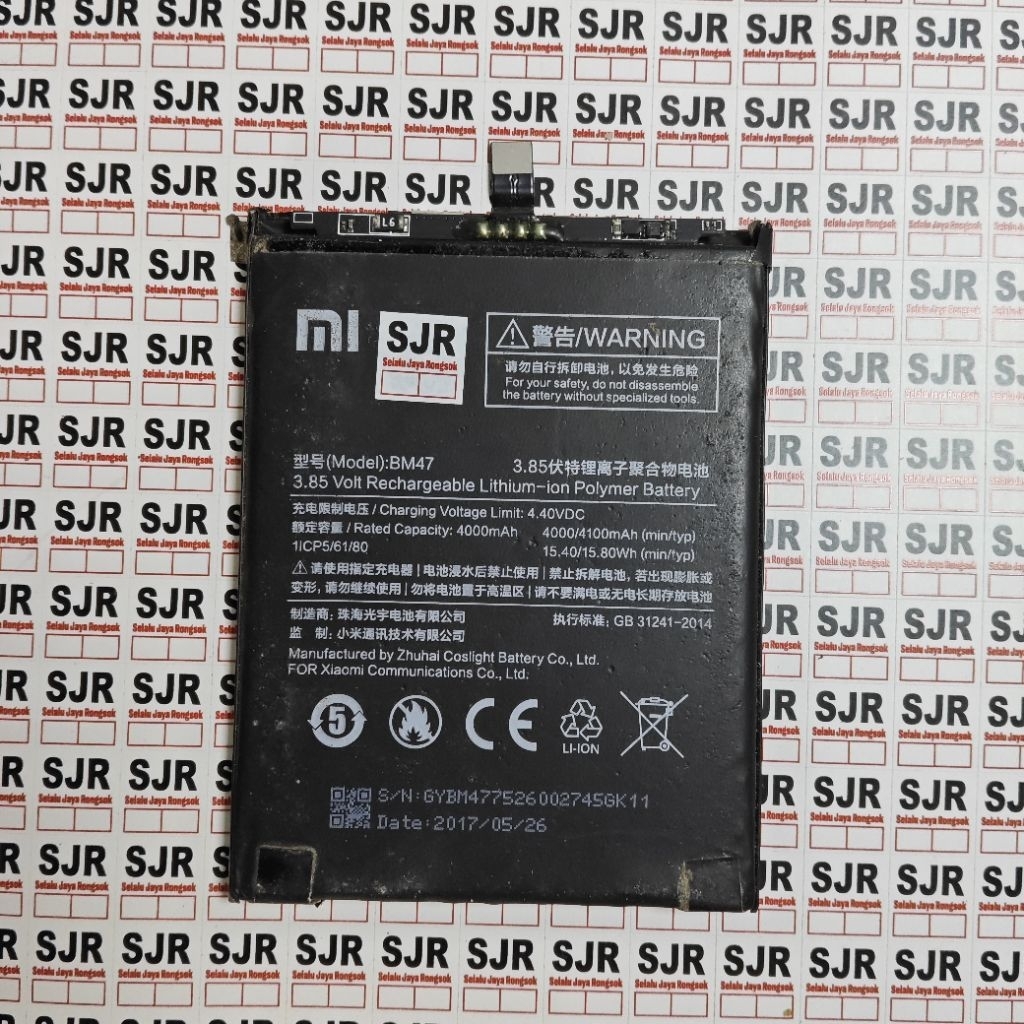 L6
MI
SJR
Selalu Jaya Rongsok
警告/WARNING
请勿自行拆卸电池,以免发生危险
For your safety, do not disassemble
the battery without specialized tools.
型号(Model):BM47 3.85伏特锂离子聚合物电池
3.85 Volt Rechargeable Lithium-ion Polymer Battery
充电限制电压 / Charging Voltage Limit: 4.40VDC
额定容量 / Rated Capacity: 4000mAh 4000/4100mAh (min/typ)
1ICP5/61/80 15.40/15.80Wh (min/typ)
请使用指定充电器 | 电池浸水后禁止使用 | 禁止拆解电池,若出现膨胀或
变形,请勿继续使用 | 勿将电池置于高温区 | 请不要满电或无电长期存放电池
制造商: 珠海光宇电池有限公司 执行标准: GB 31241-2014
监 制: 小米通讯技术有限公司
Manufactured by Zhuhai Coslight Battery Co., Ltd.
FOR Xiaomi Communications Co., Ltd.
5
CE
LI-ION
S/N:GYBM477526002745GK11
Date:2017/05/26